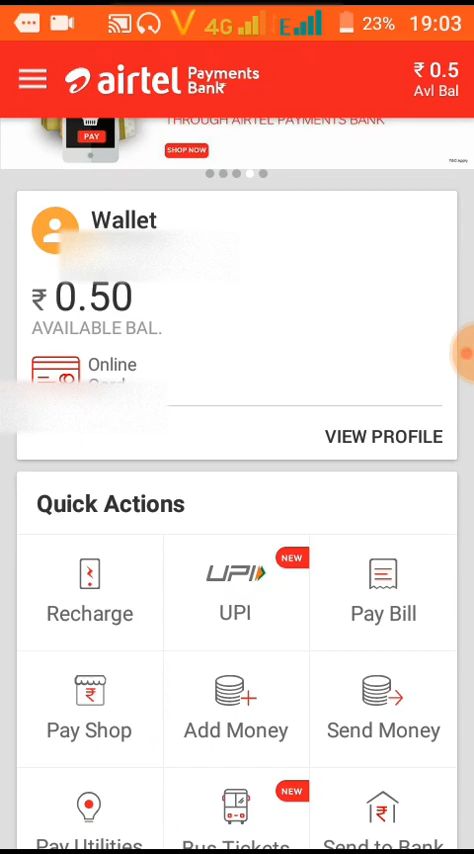 4G E 23% 19:03
airtel Payments Bank
₹ 0.5
Avl Bal
PAY
THROUGH AIRTEL PAYMENTS BANK
SHOP NOW
Wallet
₹ 0.50
AVAILABLE BAL.
Online
Card
VIEW PROFILE
Quick Actions
NEW
Recharge UPI Pay Bill
Pay Shop Add Money Send Money
NEW
Pay Utilities Bus Tickets Send to Bank